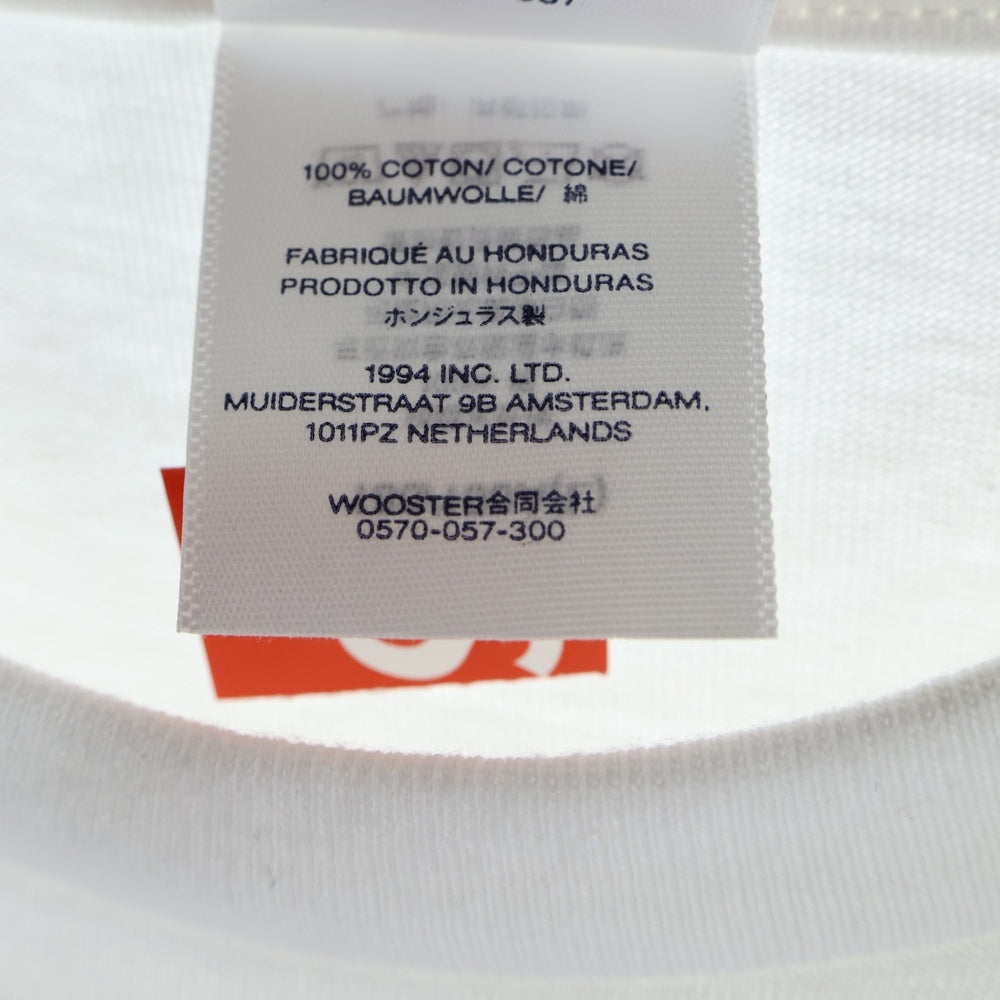 100% COTON/ COTONE/
BAUMWOLLE/ 綿
FABRIQUÉ AU HONDURAS
PRODOTTO IN HONDURAS
ホンジュラス製
1994 INC. LTD.
MUIDERSTRAAT 9B AMSTERDAM,
1011PZ NETHERLANDS
WOOSTER合同会社
0570-057-300